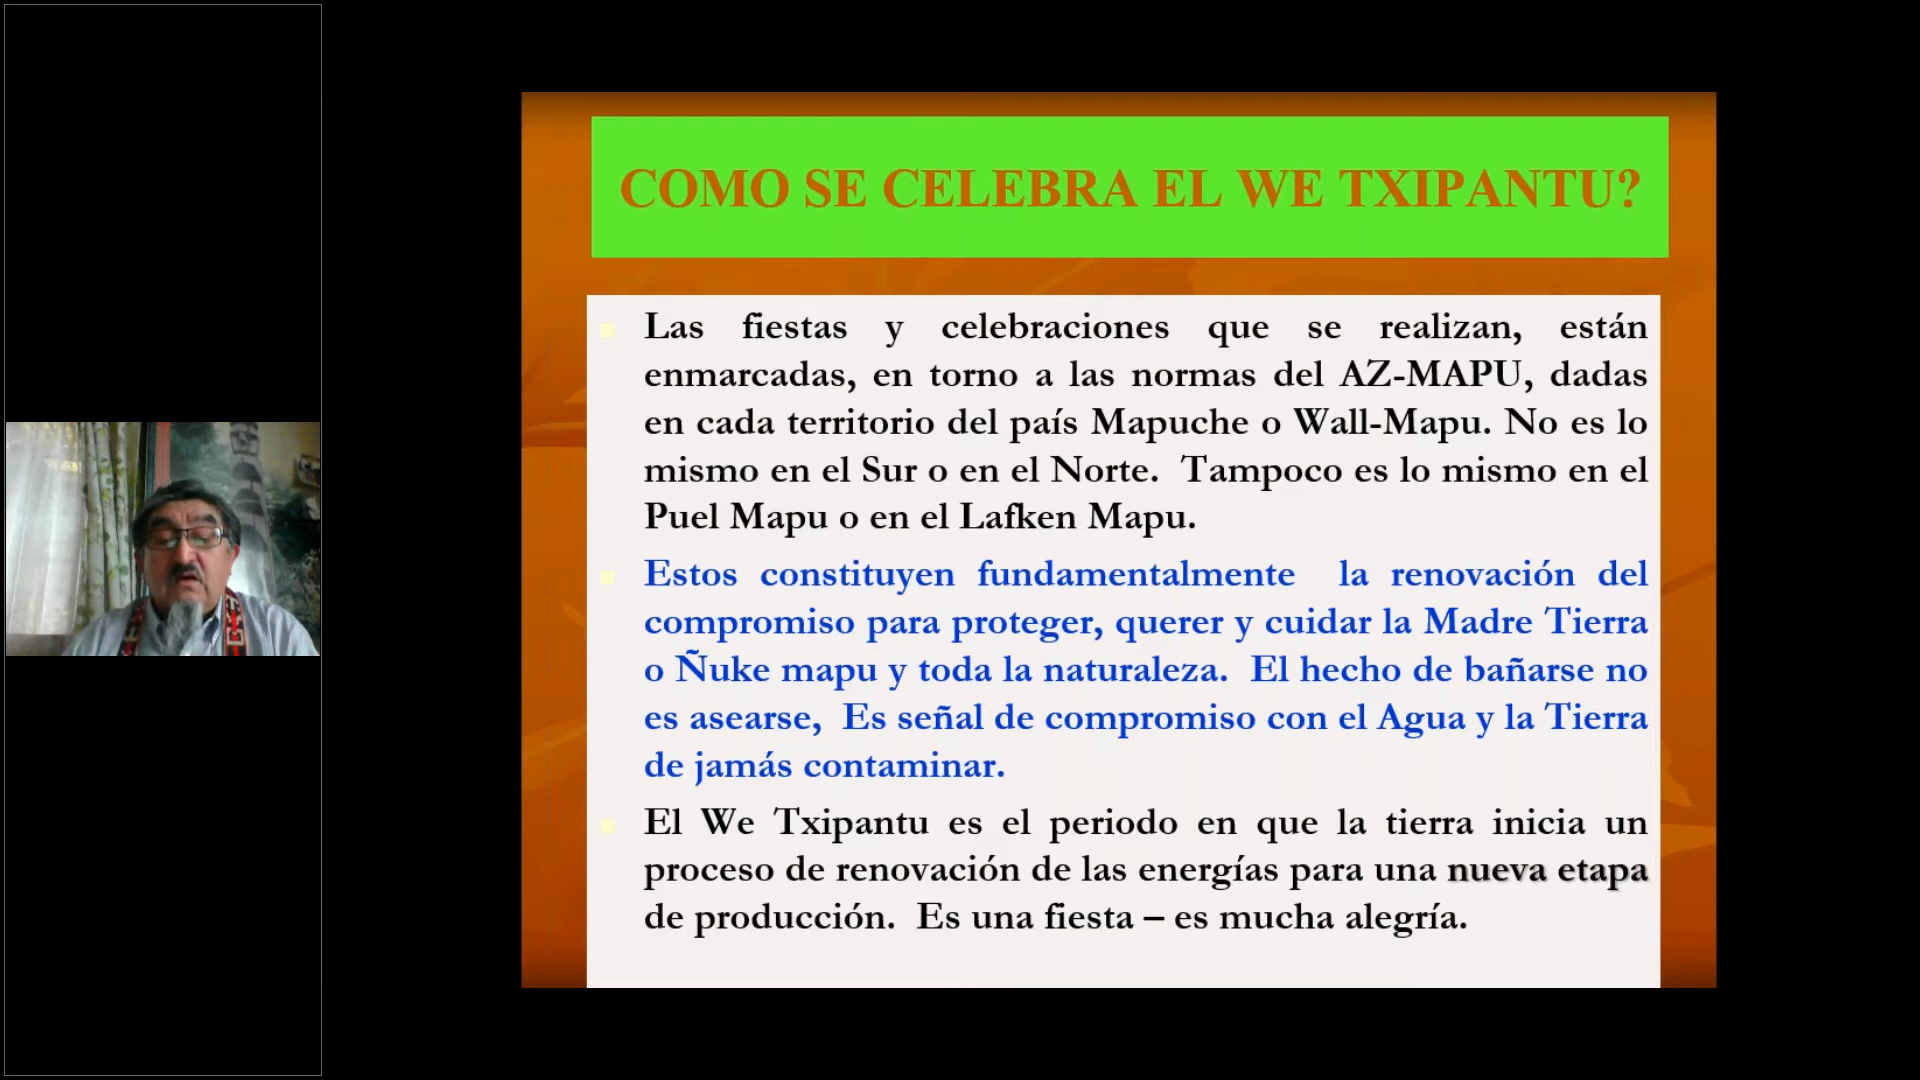 COMO SE CELEBRA EL WE TXIPANTU?
Las fiestas y celebraciones que se realizan, están
enmarcadas, en torno a las normas del AZ-MAPU, dadas
en cada territorio del país Mapuche o Wall-Mapu. No es lo
mismo en el Sur o en el Norte.  Tampoco es lo mismo en el
Puel Mapu o en el Lafken Mapu.
Estos constituyen fundamentalmente  la renovación del
compromiso para proteger, querer y cuidar la Madre Tierra
o Ñuke mapu y toda la naturaleza.  El hecho de bañarse no
es asearse,  Es señal de compromiso con el Agua y la Tierra
de jamás contaminar.
El We Txipantu es el periodo en que la tierra inicia un
proceso de renovación de las energías para una nueva etapa
de producción.  Es una fiesta – es mucha alegría.